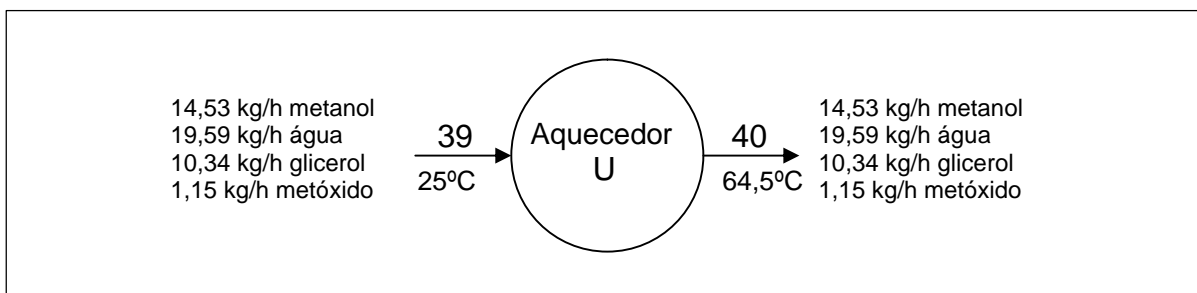 14,53 kg/h metanol
19,59 kg/h água
10,34 kg/h glicerol
1,15 kg/h metóxido
39
25ºC
Aquecedor
U
40
64,5ºC
14,53 kg/h metanol
19,59 kg/h água
10,34 kg/h glicerol
1,15 kg/h metóxido